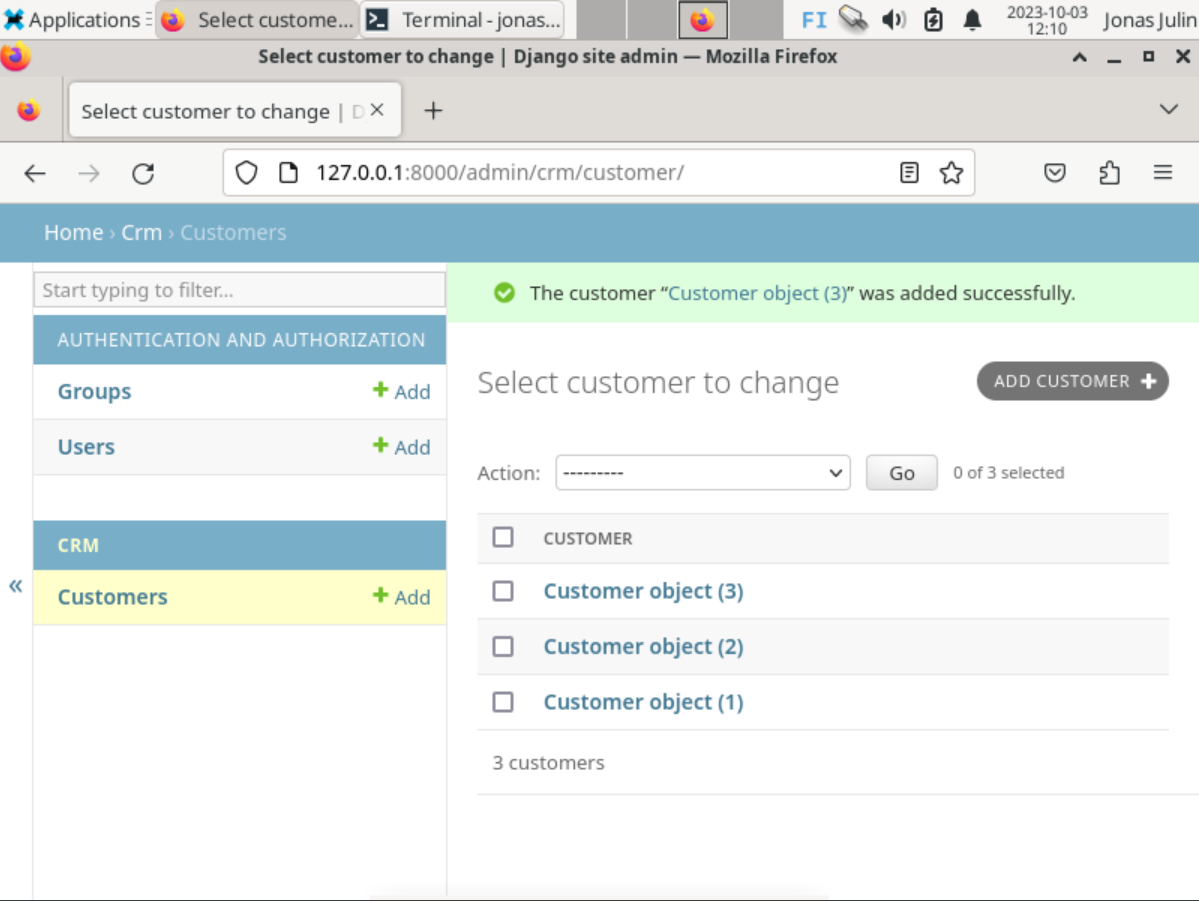 Applications
Select custome...
Terminal - jonas...
FI
2023-10-03
12:10
Jonas Julin
Select customer to change | Django site admin — Mozilla Firefox
Select customer to change | D
127.0.0.1:8000/admin/crm/customer/
Home › Crm › Customers
Start typing to filter...
The customer “Customer object (3)” was added successfully.
AUTHENTICATION AND AUTHORIZATION
Groups + Add
Users + Add
CRM
Customers + Add
«
Select customer to change
ADD CUSTOMER +
Action: --------- Go 0 of 3 selected
CUSTOMER
Customer object (3)
Customer object (2)
Customer object (1)
3 customers